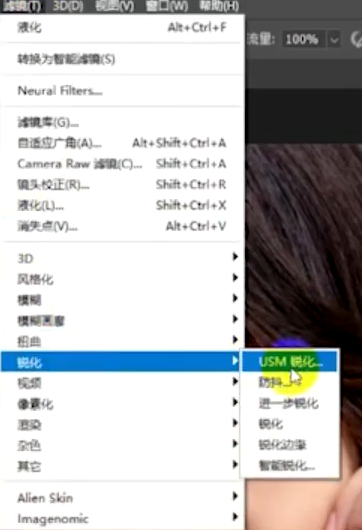 滤镜(T) 3D(D) 视图(V) 窗口(W) 帮助(H)
液化 Alt+Ctrl+F
流里: 100%
转换为智能滤镜(S)
Neural Filters...
滤镜库(G)...
自适应广角(A)... Alt+Shift+Ctrl+A
Camera Raw 滤镜(C)... Shift+Ctrl+A
镜头校正(R)... Shift+Ctrl+R
液化(L)... Shift+Ctrl+X
消失点(V)... Alt+Ctrl+V
3D
风格化
模糊
模糊画廊
扭曲
锐化
USM 锐化...
视频
防抖...
像素化
进一步锐化
渲染
锐化
杂色
锐化边缘
其它
智能锐化...
Alien Skin
Imagenomic